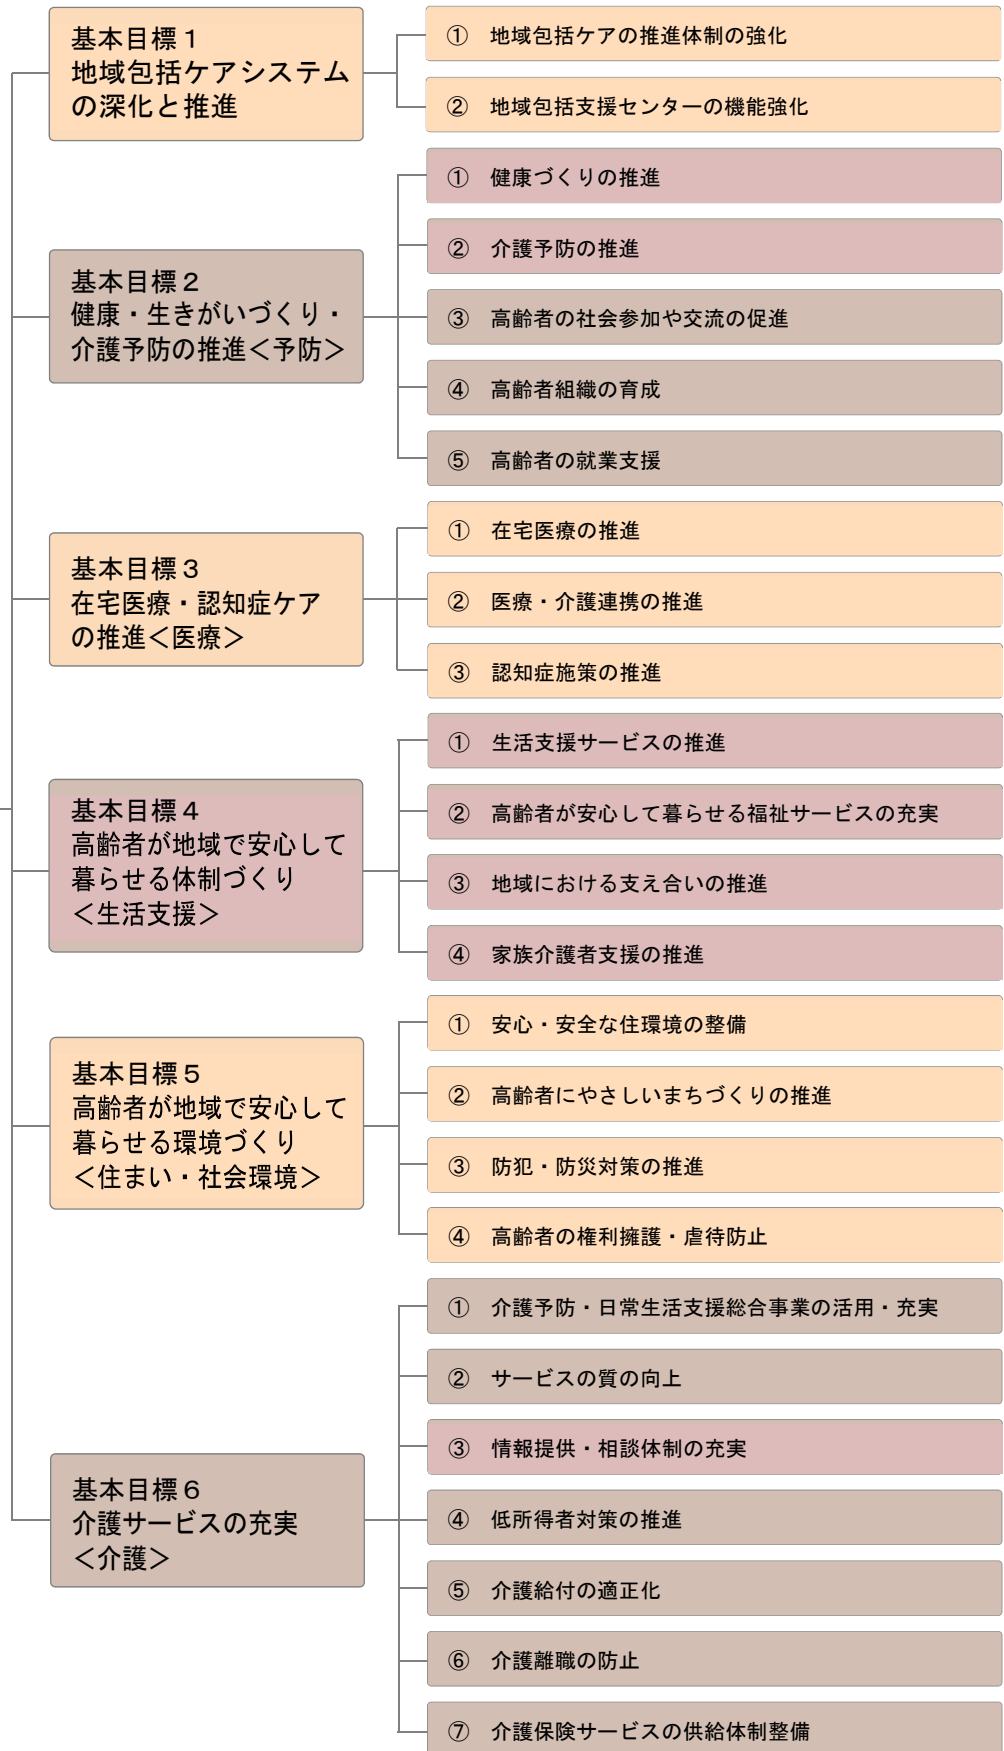 基本目標１
地域包括ケアシステム
の深化と推進
① 地域包括ケアの推進体制の強化
② 地域包括支援センターの機能強化
基本目標２
健康・生きがいづくり・
介護予防の推進＜予防＞
① 健康づくりの推進
② 介護予防の推進
③ 高齢者の社会参加や交流の促進
④ 高齢者組織の育成
⑤ 高齢者の就業支援
基本目標３
在宅医療・認知症ケア
の推進＜医療＞
① 在宅医療の推進
② 医療・介護連携の推進
③ 認知症施策の推進
基本目標４
高齢者が地域で安心して
暮らせる体制づくり
＜生活支援＞
① 生活支援サービスの推進
② 高齢者が安心して暮らせる福祉サービスの充実
③ 地域における支え合いの推進
④ 家族介護者支援の推進
基本目標５
高齢者が地域で安心して
暮らせる環境づくり
＜住まい・社会環境＞
① 安心・安全な住環境の整備
② 高齢者にやさしいまちづくりの推進
③ 防犯・防災対策の推進
④ 高齢者の権利擁護・虐待防止
基本目標６
介護サービスの充実
＜介護＞
① 介護予防・日常生活支援総合事業の活用・充実
② サービスの質の向上
③ 情報提供・相談体制の充実
④ 低所得者対策の推進
⑤ 介護給付の適正化
⑥ 介護離職の防止
⑦ 介護保険サービスの供給体制整備